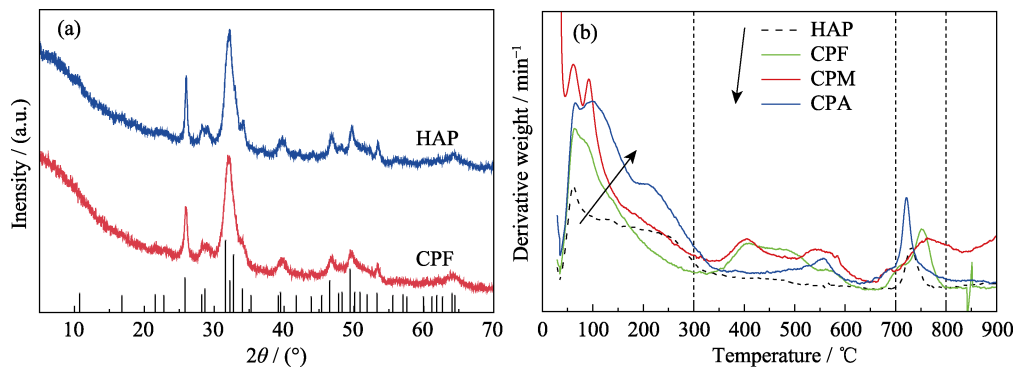 (a)
Inensity / (a.u.)
HAP
CPF
10 20 30 40 50 60 70
2θ / (°)
(b)
HAP
CPF
CPM
CPA
Derivative weight / min⁻¹
0 100 200 300 400 500 600 700 800 900
Temperature / ℃